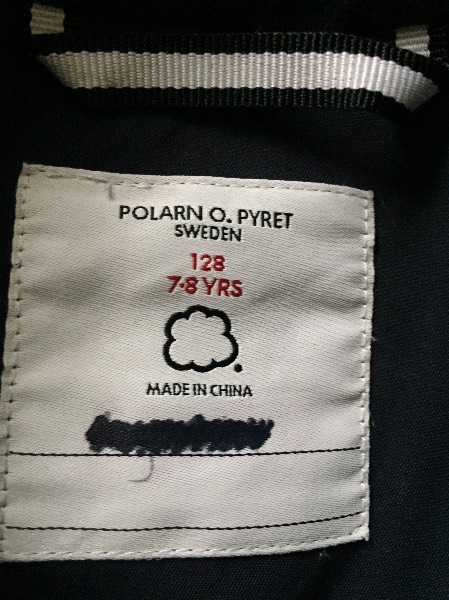 POLARN O. PYRET
SWEDEN
128
7-8 YRS
MADE IN CHINA